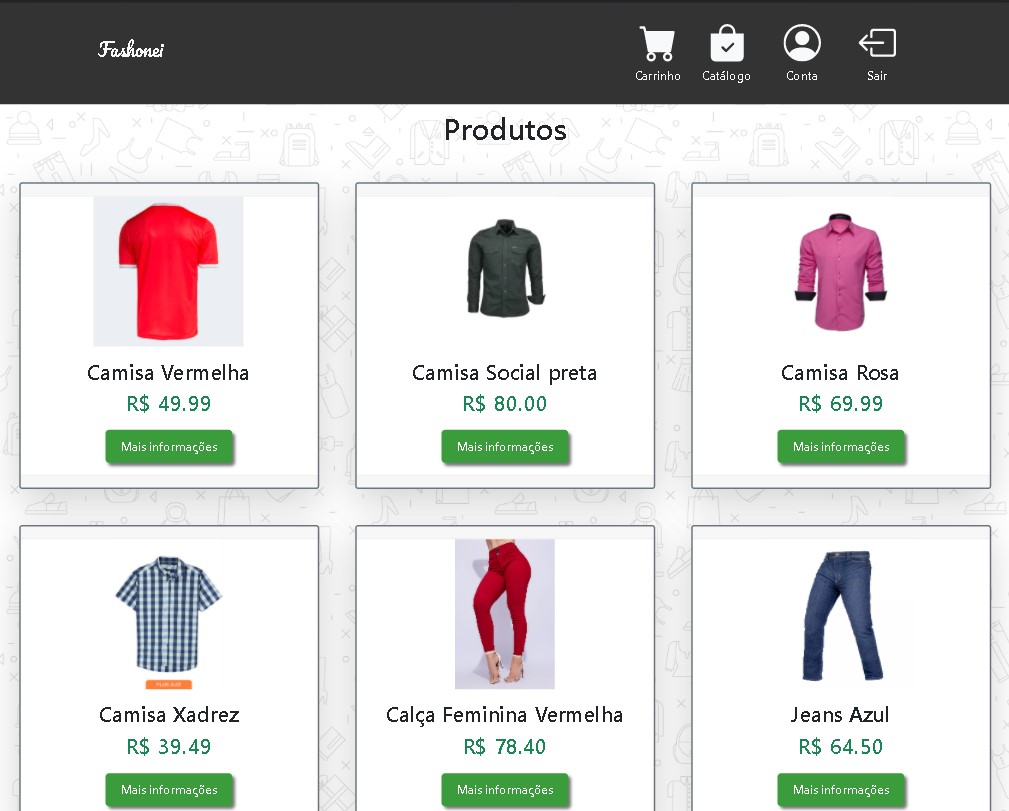 Fashonei
Carrinho
Catálogo
Conta
Sair
Produtos
Camisa Vermelha
R$ 49.99
Mais informações
Camisa Social preta
R$ 80.00
Mais informações
Camisa Rosa
R$ 69.99
Mais informações
Camisa Xadrez
R$ 39.49
Mais informações
Calça Feminina Vermelha
R$ 78.40
Mais informações
Jeans Azul
R$ 64.50
Mais informações